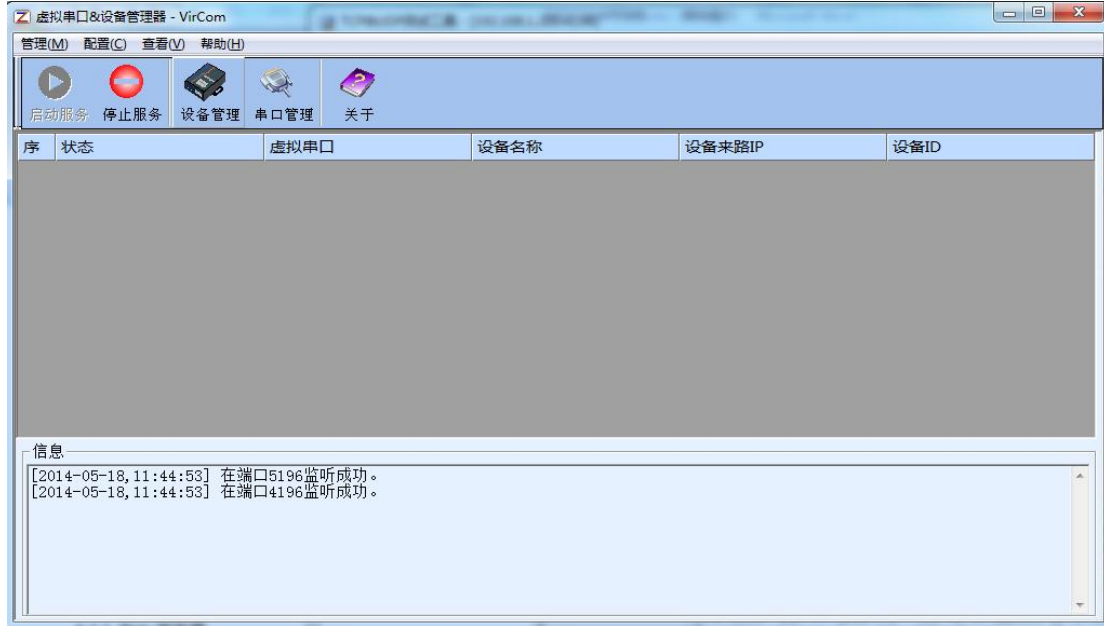 虚拟串口&设备管理器 - VirCom
管理(M) 配置(C) 查看(V) 帮助(H)
启动服务 停止服务 设备管理 串口管理 关于
序 状态 虚拟串口 设备名称 设备来路IP 设备ID
信息
[2014-05-18,11:44:53] 在端口5196监听成功。
[2014-05-18,11:44:53] 在端口4196监听成功。